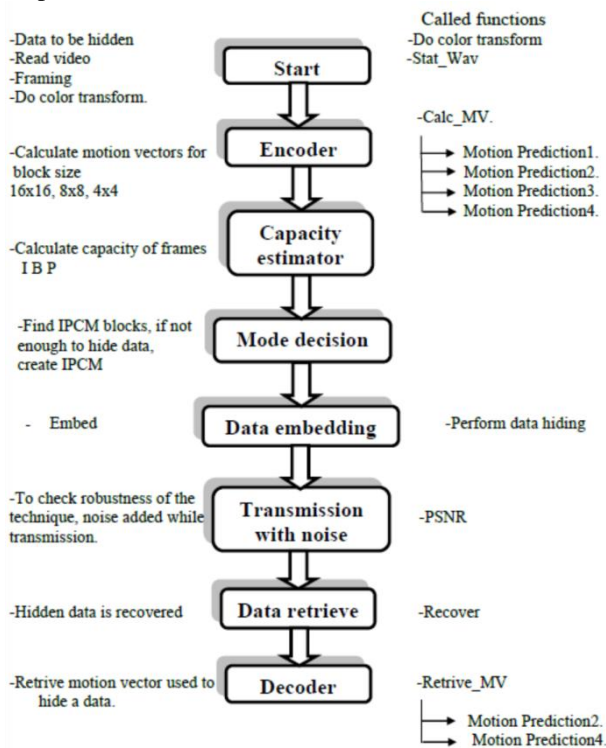 Called functions
-Data to be hidden
-Read video
-Framing
-Do color transform.
Start
-Do color transform
-Stat_Wav
-Calculate motion vectors for
block size
16x16, 8x8, 4x4
Encoder
-Calc_MV.
Motion Prediction1.
Motion Prediction2.
Motion Prediction3.
Motion Prediction4.
-Calculate capacity of frames
I B P
Capacity
estimator
-Find IPCM blocks, if not
enough to hide data,
create IPCM
Mode decision
- Embed
Data embedding
-Perform data hiding
-To check robustness of the
technique, noise added while
transmission.
Transmission
with noise
-PSNR
-Hidden data is recovered
Data retrieve
-Recover
-Retrive motion vector used to
hide a data.
Decoder
-Retrive_MV
Motion Prediction2.
Motion Prediction4.